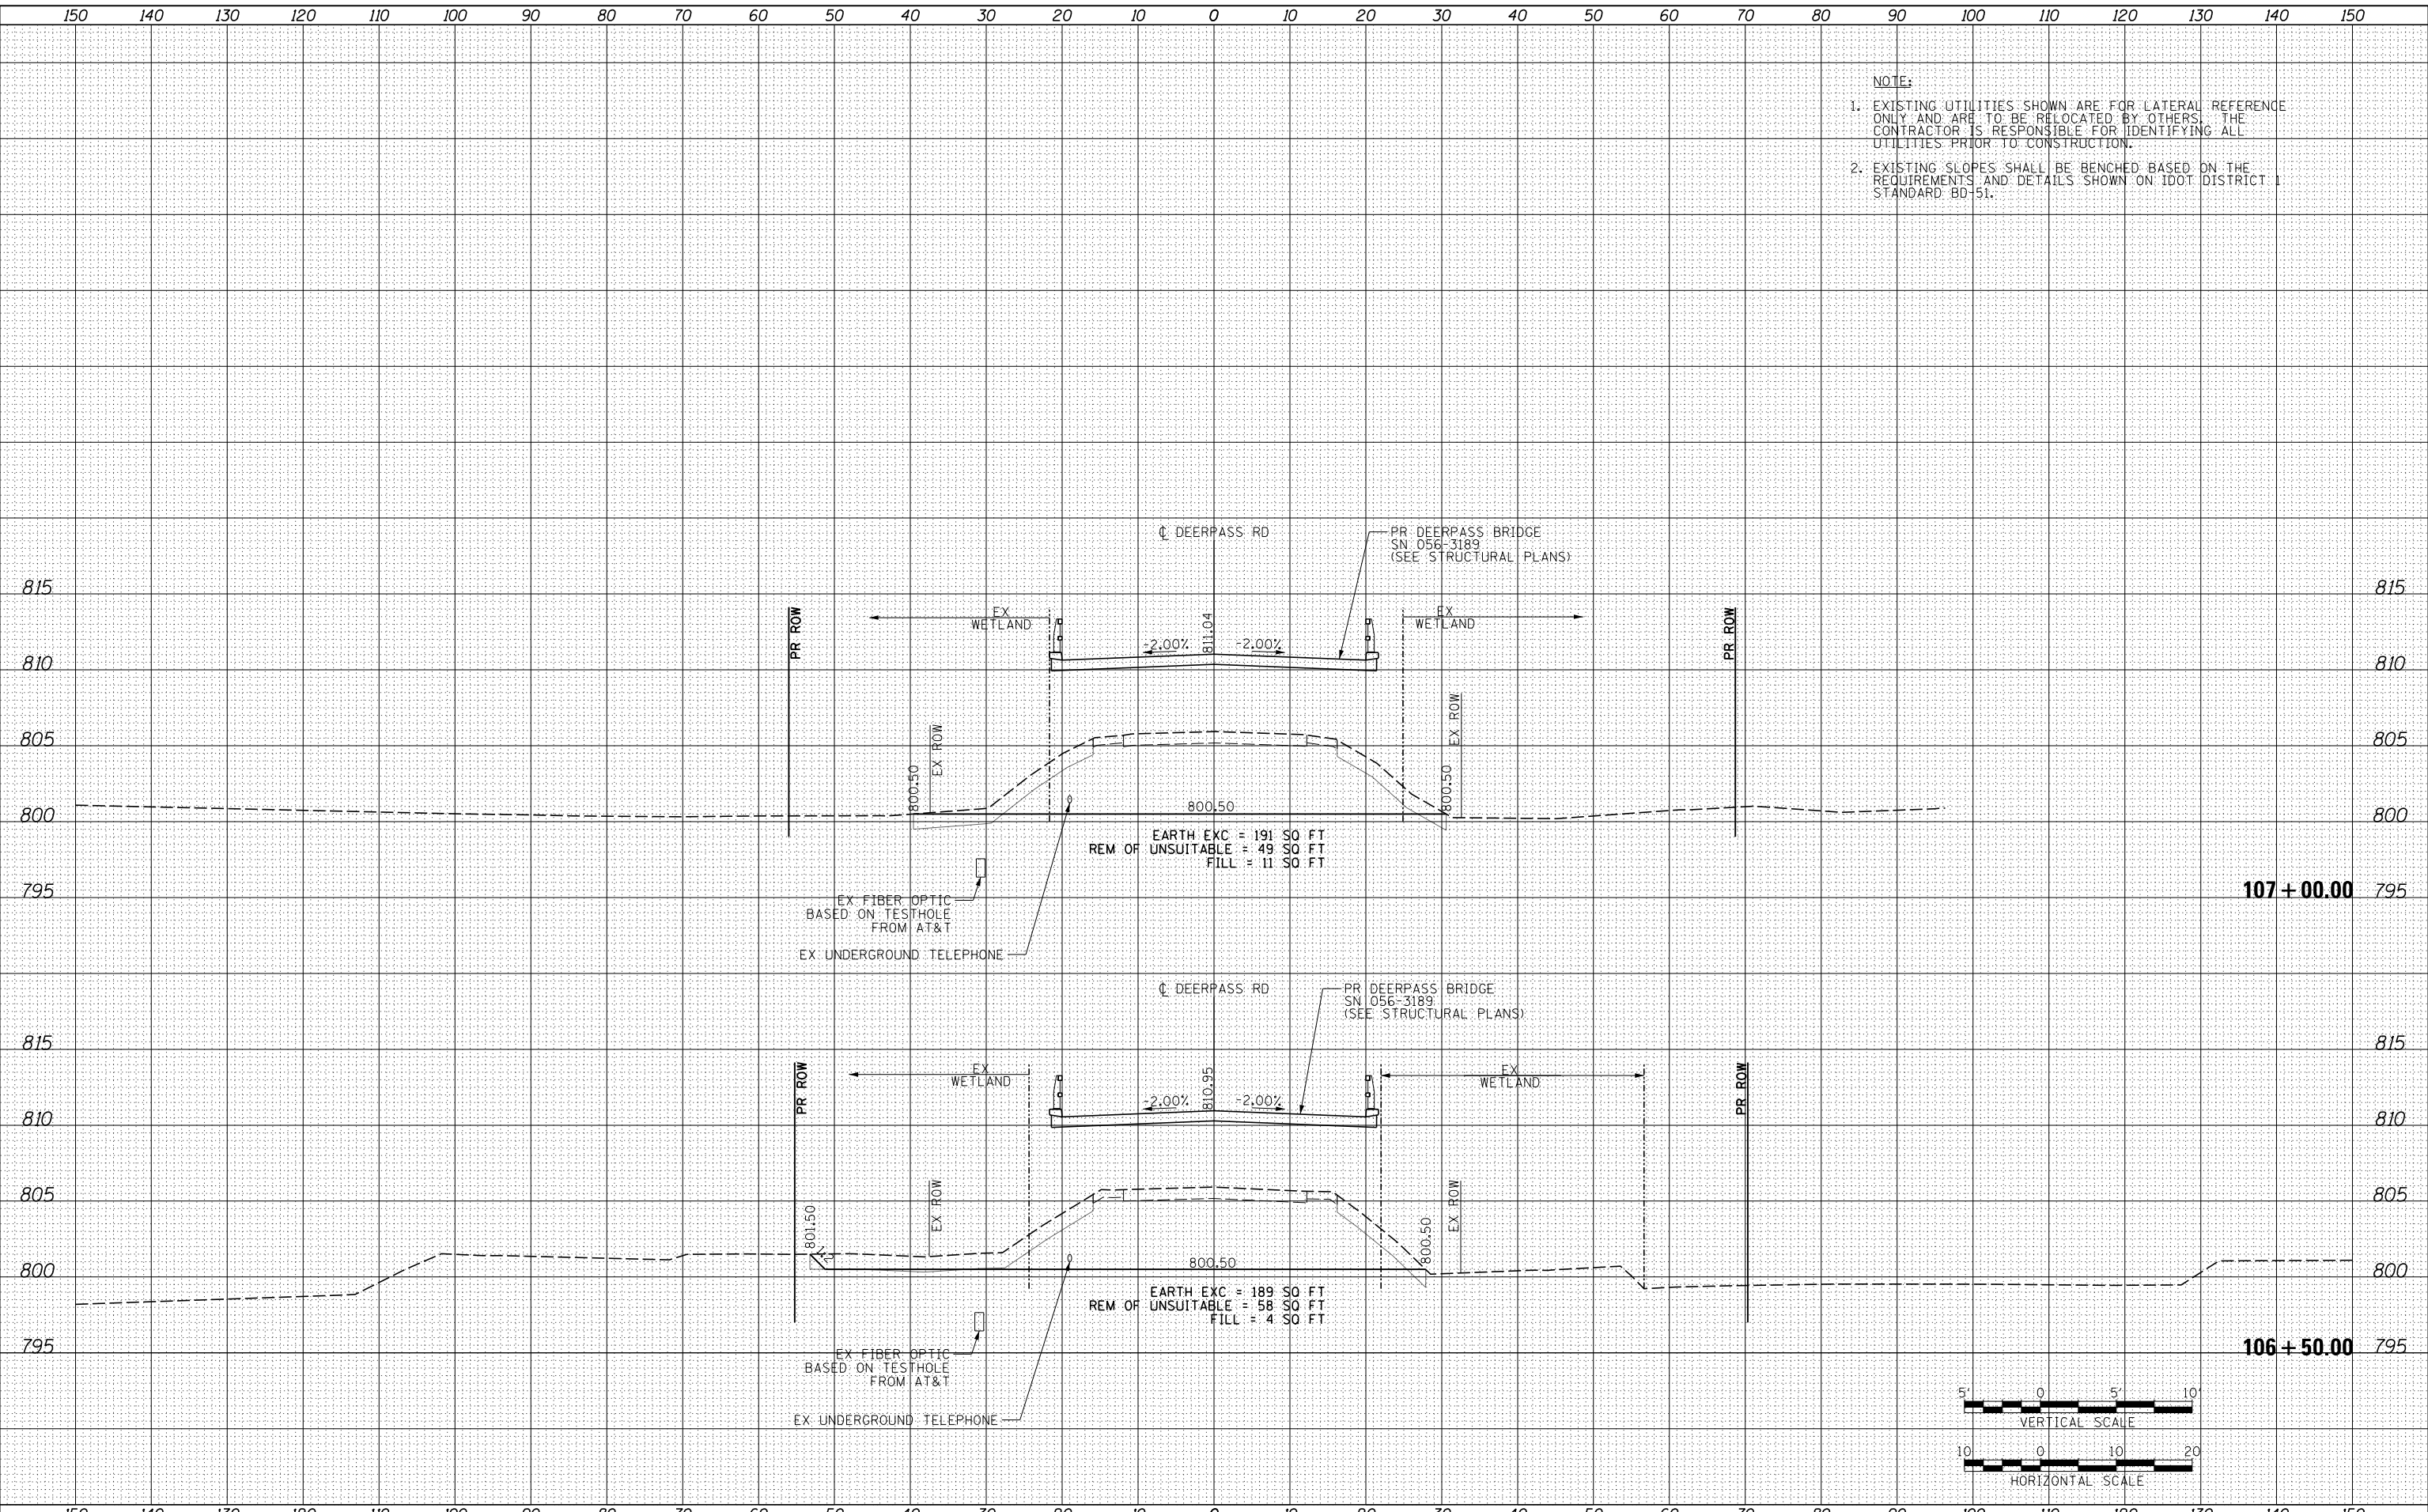 150 140 130 120 110 100 90 80 70 60 50 40 30 20 10 0 10 20 30 40 50 60 70 80 90 100 110 120 130 140 150
NOTE:
1. EXISTING UTILITIES SHOWN ARE FOR LATERAL REFERENCE
ONLY AND ARE TO BE RELOCATED BY OTHERS. THE
CONTRACTOR IS RESPONSIBLE FOR IDENTIFYING ALL
UTILITIES PRIOR TO CONSTRUCTION.
2. EXISTING SLOPES SHALL BE BENCHED BASED ON THE
REQUIREMENTS AND DETAILS SHOWN ON IDOT DISTRICT 1
STANDARD BD-51.
℄ DEERPASS RD
PR DEERPASS BRIDGE
SN 056-3189
(SEE STRUCTURAL PLANS)
815
815
PR ROW
EX
WETLAND
811.04
EX
WETLAND
PR ROW
-2.00%
-2.00%
810
810
EX ROW
EX ROW
805
805
800.50
800.50
800
800.50
800
EARTH EXC = 191 SQ FT
REM OF UNSUITABLE = 49 SQ FT
FILL = 11 SQ FT
795
107+00.00
795
EX FIBER OPTIC
BASED ON TESTHOLE
FROM AT&T
EX UNDERGROUND TELEPHONE
℄ DEERPASS RD
PR DEERPASS BRIDGE
SN 056-3189
(SEE STRUCTURAL PLANS)
815
815
PR ROW
EX
WETLAND
810.95
EX
WETLAND
PR ROW
-2.00%
-2.00%
810
810
EX ROW
EX ROW
805
805
801.50
800.50
800
800.50
800
EARTH EXC = 189 SQ FT
REM OF UNSUITABLE = 58 SQ FT
FILL = 4 SQ FT
795
106+50.00
795
EX FIBER OPTIC
BASED ON TESTHOLE
FROM AT&T
EX UNDERGROUND TELEPHONE
5' 0 5' 10'
VERTICAL SCALE
10 0 10 20
HORIZONTAL SCALE
150 140 130 120 110 100 90 80 70 60 50 40 30 20 10 0 10 20 30 40 50 60 70 80 90 100 110 120 130 140 150